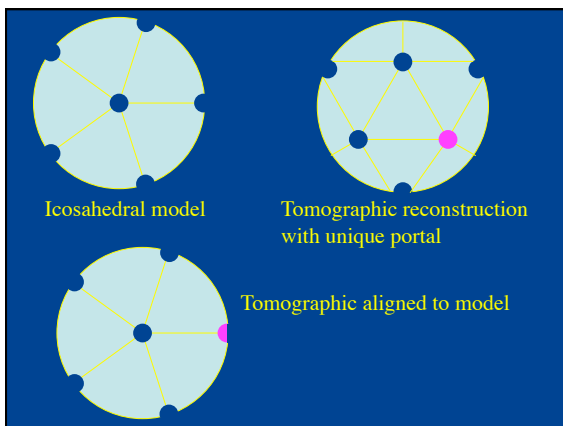 Icosahedral model
Tomographic reconstruction
with unique portal
Tomographic aligned to model